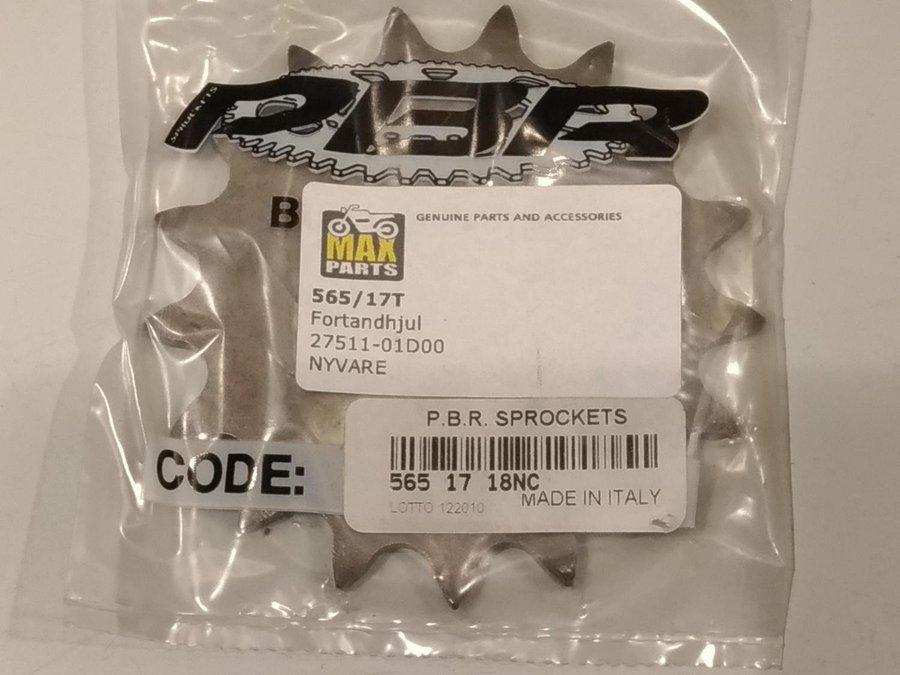 SPROCKETS
PBR
B
GENUINE PARTS AND ACCESSORIES
MAX
PARTS
565/17T
Fortandhjul
27511-01D00
NYVARE
P.B.R. SPROCKETS
CODE:
565 17 18NC
MADE IN ITALY
LOTTO 122010